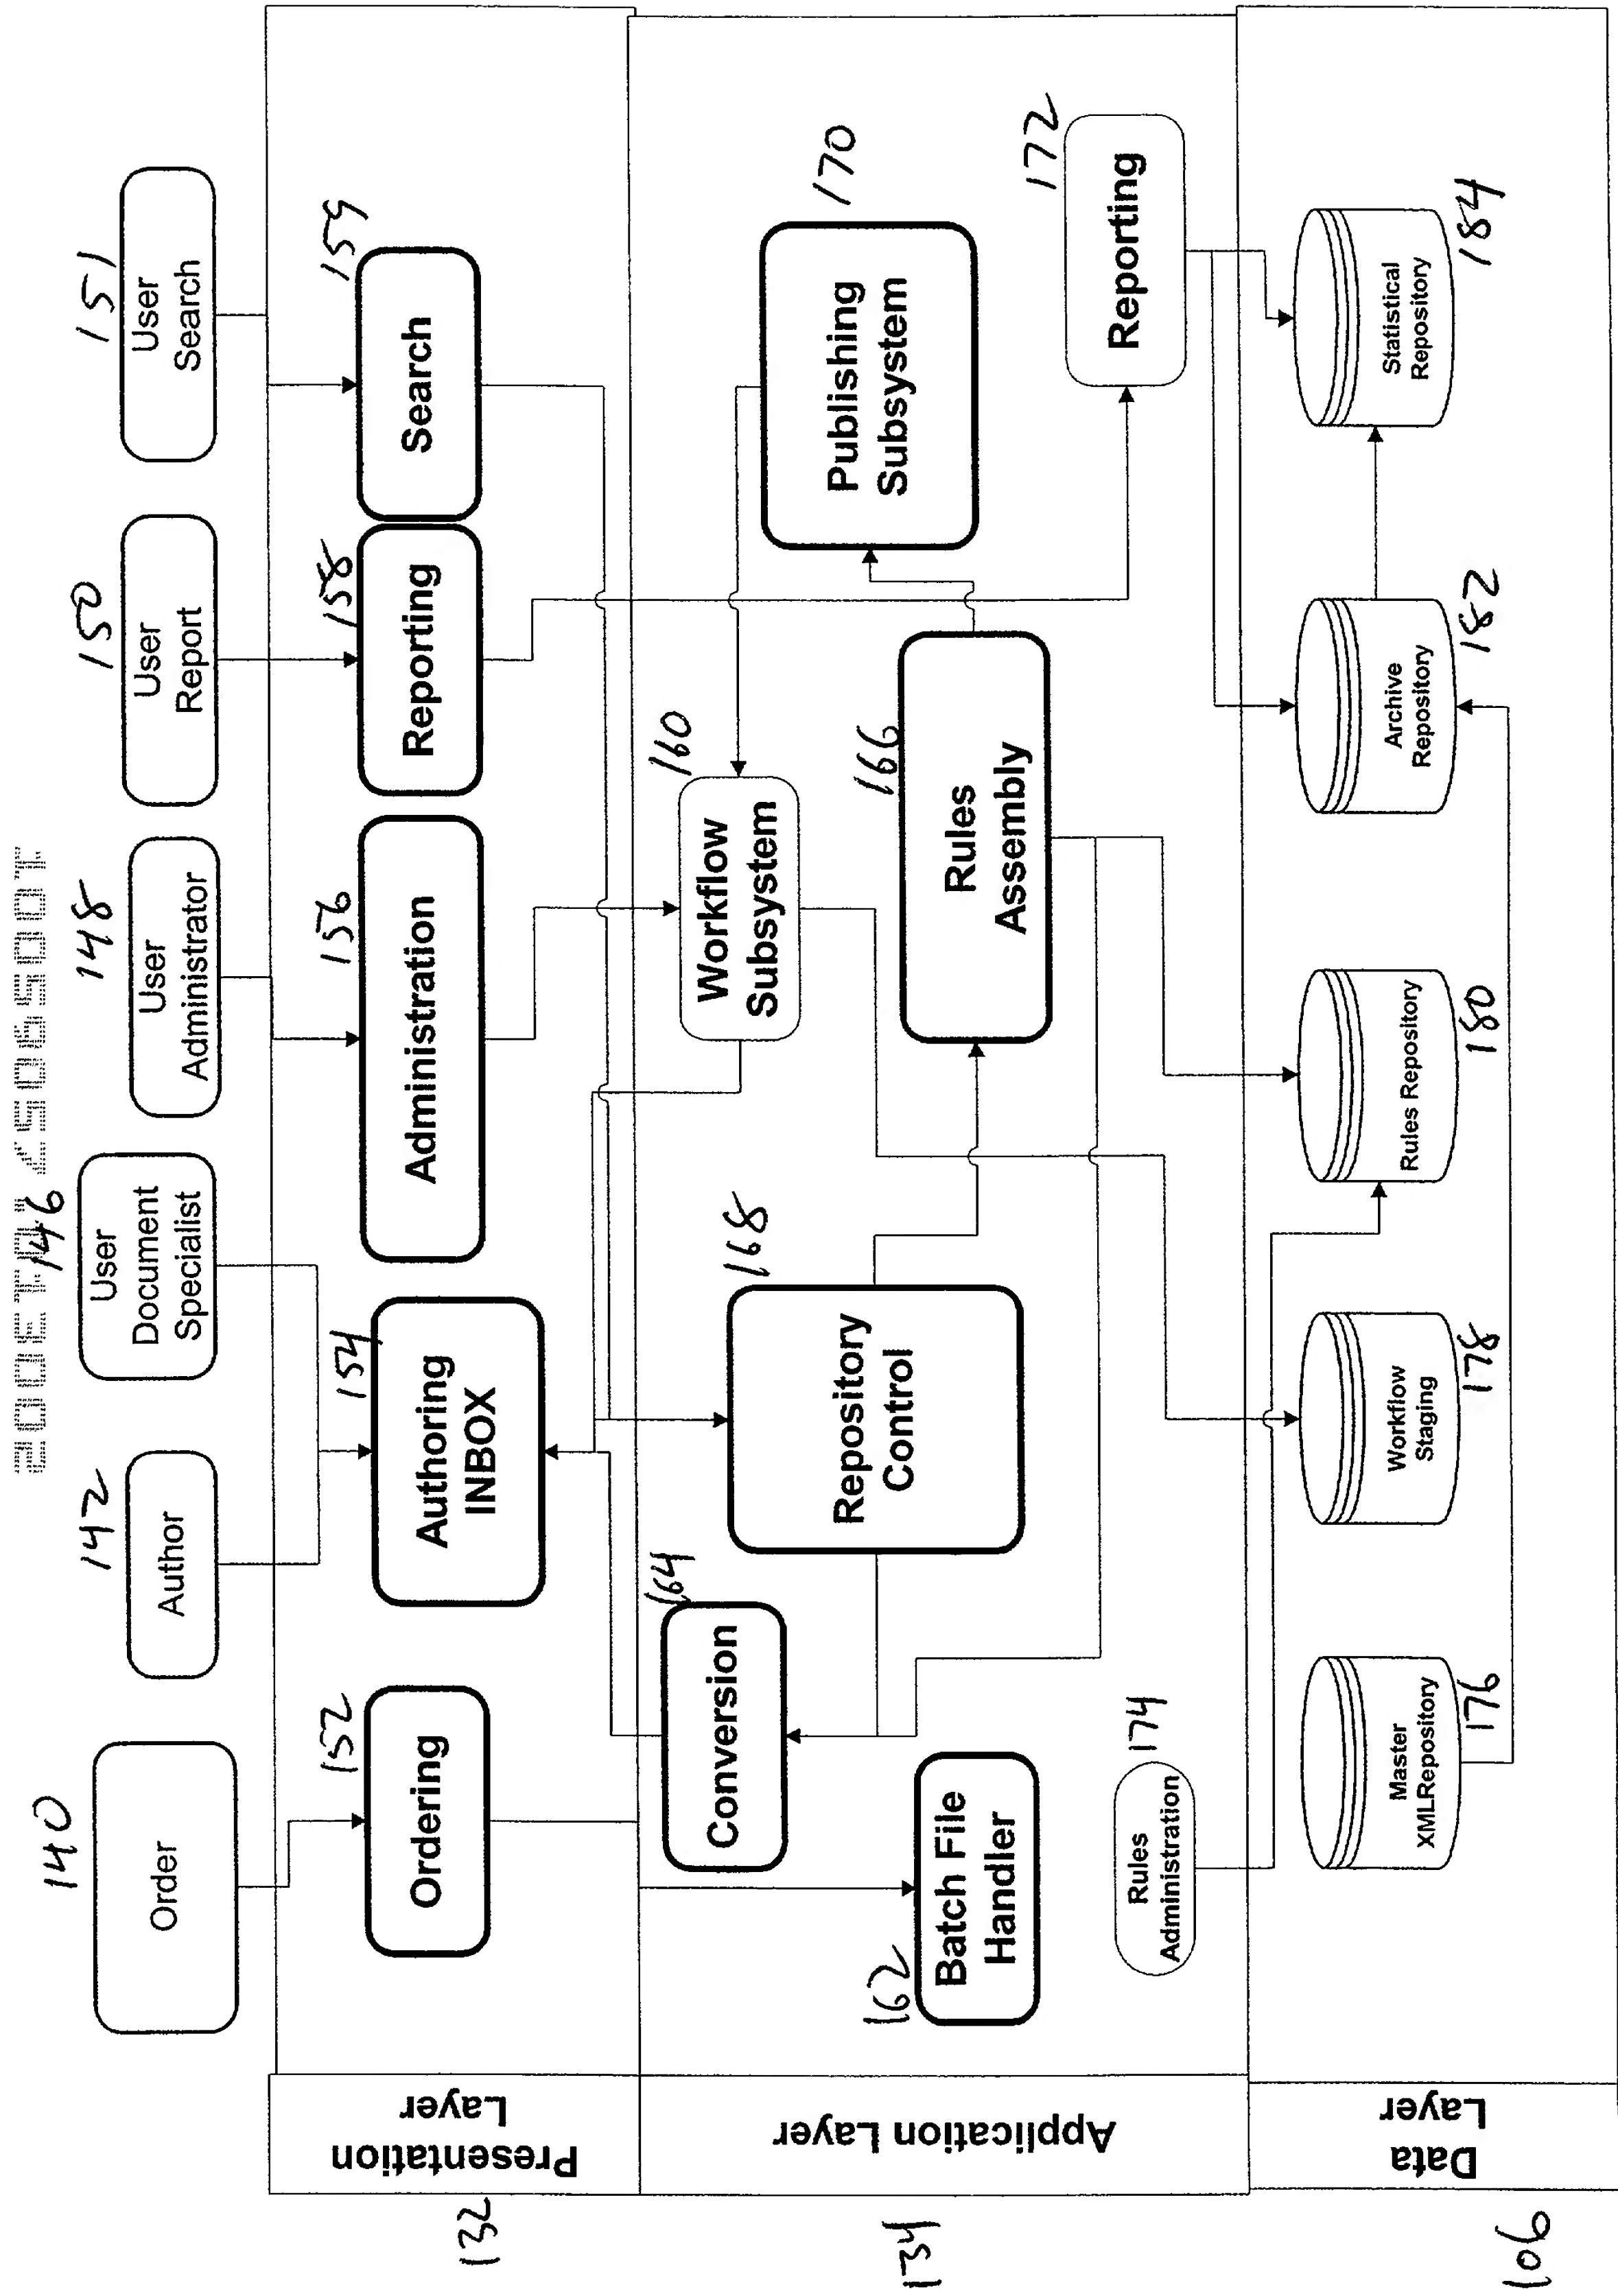 140
Order
142
Author
146
User
Document
Specialist
148
User
Administrator
150
User
Report
151
User
Search
132
Presentation
Layer
152
Ordering
154
Authoring
INBOX
156
Administration
158
Reporting
159
Search
134
Application Layer
164
Conversion
160
Workflow
Subsystem
170
Publishing
Subsystem
168
Repository
Control
166
Rules
Assembly
162
Batch File
Handler
172
Reporting
174
Rules
Administration
106
Data
Layer
Master
XMLRepository
176
Workflow
Staging
178
Rules Repository
180
Archive
Repository
182
Statistical
Repository
184